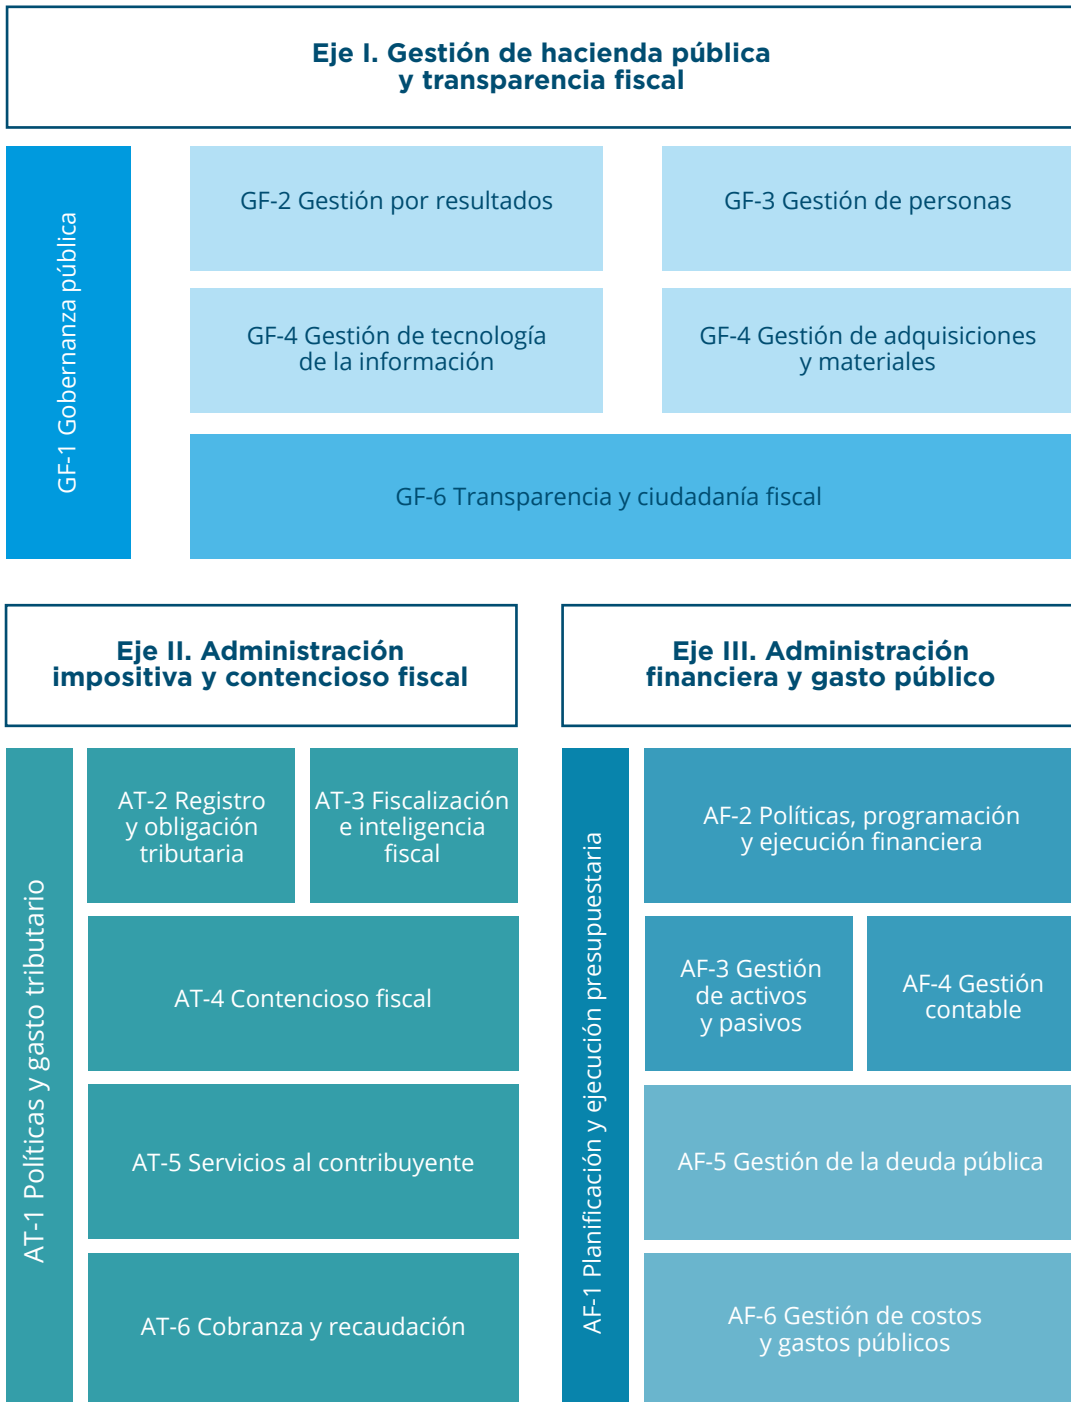 Eje I. Gestión de hacienda pública
y transparencia fiscal
GF-1 Gobernanza pública
GF-2 Gestión por resultados
GF-3 Gestión de personas
GF-4 Gestión de tecnología
de la información
GF-4 Gestión de adquisiciones
y materiales
GF-6 Transparencia y ciudadanía fiscal
Eje II. Administración
impositiva y contencioso fiscal
AT-1 Políticas y gasto tributario
AT-2 Registro
y obligación
tributaria
AT-3 Fiscalización
e inteligencia
fiscal
AT-4 Contencioso fiscal
AT-5 Servicios al contribuyente
AT-6 Cobranza y recaudación
Eje III. Administración
financiera y gasto público
AF-1 Planificación y ejecución presupuestaria
AF-2 Políticas, programación
y ejecución financiera
AF-3 Gestión
de activos
y pasivos
AF-4 Gestión
contable
AF-5 Gestión de la deuda pública
AF-6 Gestión de costos
y gastos públicos